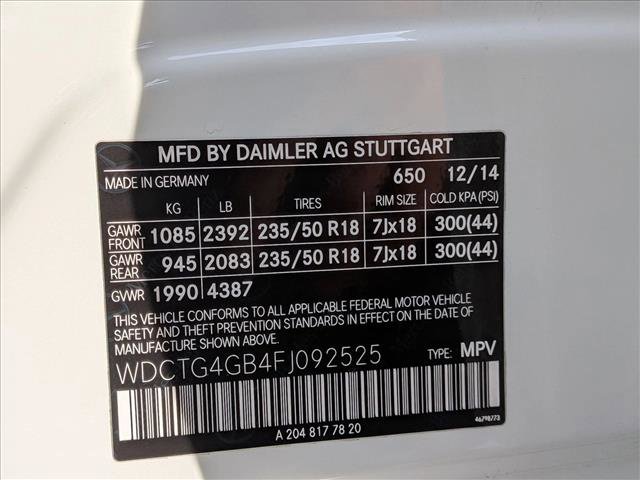 MFD BY DAIMLER AG STUTTGART
MADE IN GERMANY 650 12/14
KG LB TIRES RIM SIZE COLD KPA (PSI)
GAWR FRONT 1085 2392 235/50 R18 7Jx18 300(44)
GAWR REAR 945 2083 235/50 R18 7Jx18 300(44)
GVWR 1990 4387
THIS VEHICLE CONFORMS TO ALL APPLICABLE FEDERAL MOTOR VEHICLE
SAFETY, BUMPER, AND THEFT PREVENTION STANDARDS IN EFFECT ON THE
DATE OF MANUFACTURE SHOWN ABOVE.
WDCTG4GB4FJ092525 TYPE: MPV
A 204 817 78 20 46798773